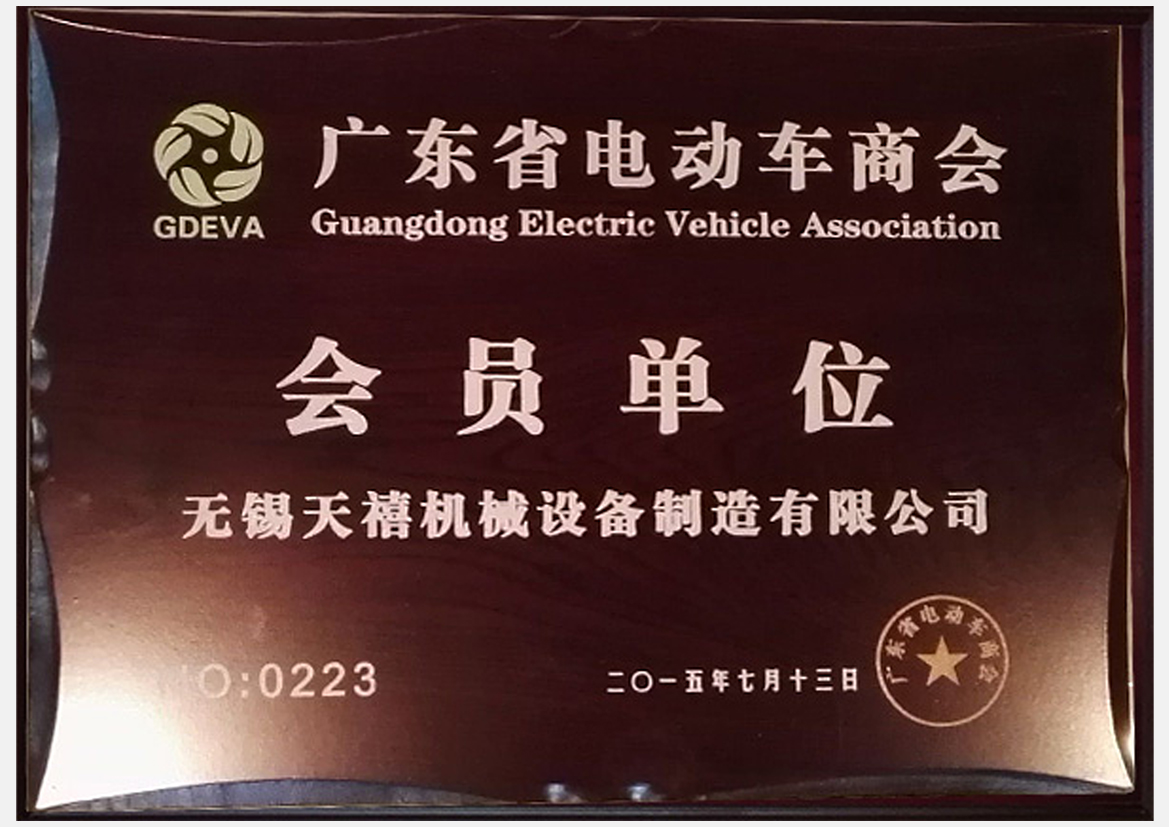 广东省电动车商会
GDEVA
Guangdong Electric Vehicle Association
会员单位
无锡天禧机械设备制造有限公司
O:0223
二〇一五年七月十三日
广东省电动车商会